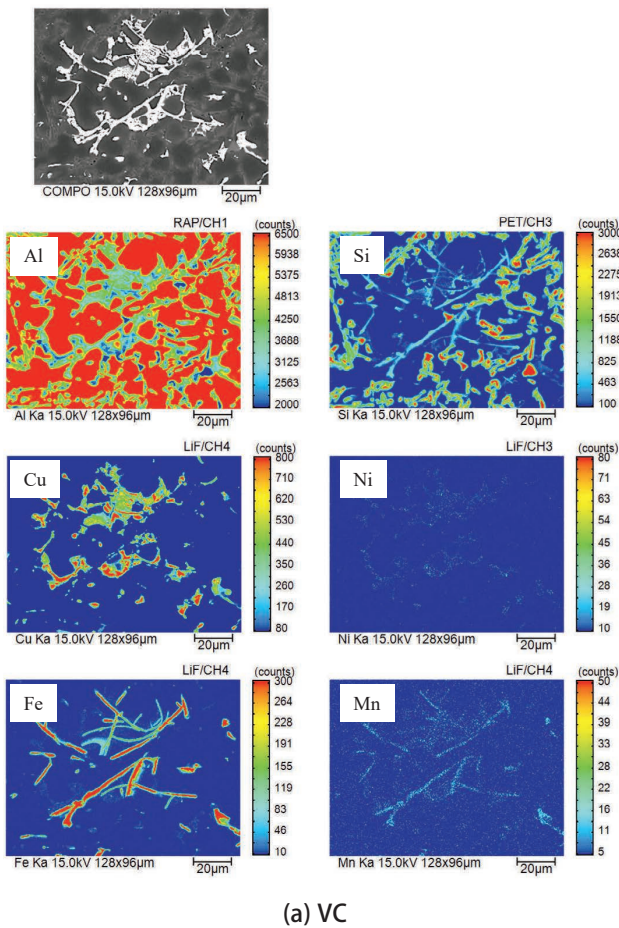 COMPO 15.0kV 128x96µm 20µm
RAP/CH1 (counts)
Al
6500
5938
5375
4813
4250
3688
3125
2563
2000
Al Ka 15.0kV 128x96µm 20µm
PET/CH3 (counts)
Si
3000
2638
2275
1913
1550
1188
825
463
100
Si Ka 15.0kV 128x96µm 20µm
LiF/CH4 (counts)
Cu
800
710
620
530
440
350
260
170
80
Cu Ka 15.0kV 128x96µm 20µm
LiF/CH3 (counts)
Ni
80
71
63
54
45
36
28
19
10
Ni Ka 15.0kV 128x96µm 20µm
LiF/CH4 (counts)
Fe
300
264
228
191
155
119
83
46
10
Fe Ka 15.0kV 128x96µm 20µm
LiF/CH4 (counts)
Mn
50
44
39
33
28
22
16
11
5
Mn Ka 15.0kV 128x96µm 20µm
(a) VC